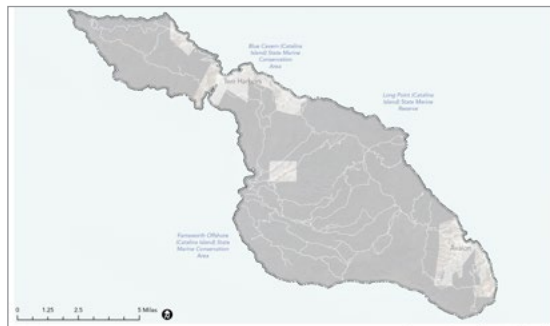 Blue Cavern (Catalina
Island) State Marine
Conservation
Area
Two Harbors
Long Point (Catalina
Island) State Marine
Reserve
Farnsworth Offshore
(Catalina Island) State
Marine Conservation
Area
Avalon
0 1.25 2.5 5 Miles